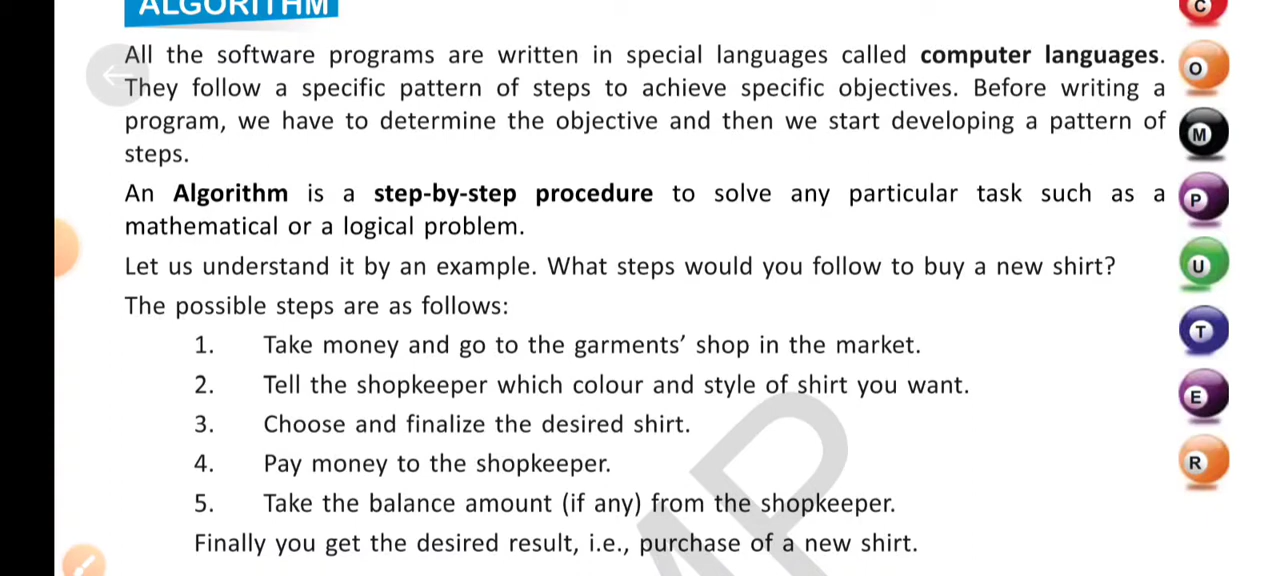 ALGORITHM
All the software programs are written in special languages called computer languages.
They follow a specific pattern of steps to achieve specific objectives. Before writing a
program, we have to determine the objective and then we start developing a pattern of
steps.
An Algorithm is a step-by-step procedure to solve any particular task such as a
mathematical or a logical problem.
Let us understand it by an example. What steps would you follow to buy a new shirt?
The possible steps are as follows:
1. Take money and go to the garments’ shop in the market.
2. Tell the shopkeeper which colour and style of shirt you want.
3. Choose and finalize the desired shirt.
4. Pay money to the shopkeeper.
5. Take the balance amount (if any) from the shopkeeper.
Finally you get the desired result, i.e., purchase of a new shirt.
C
O
M
P
U
T
E
R
MP